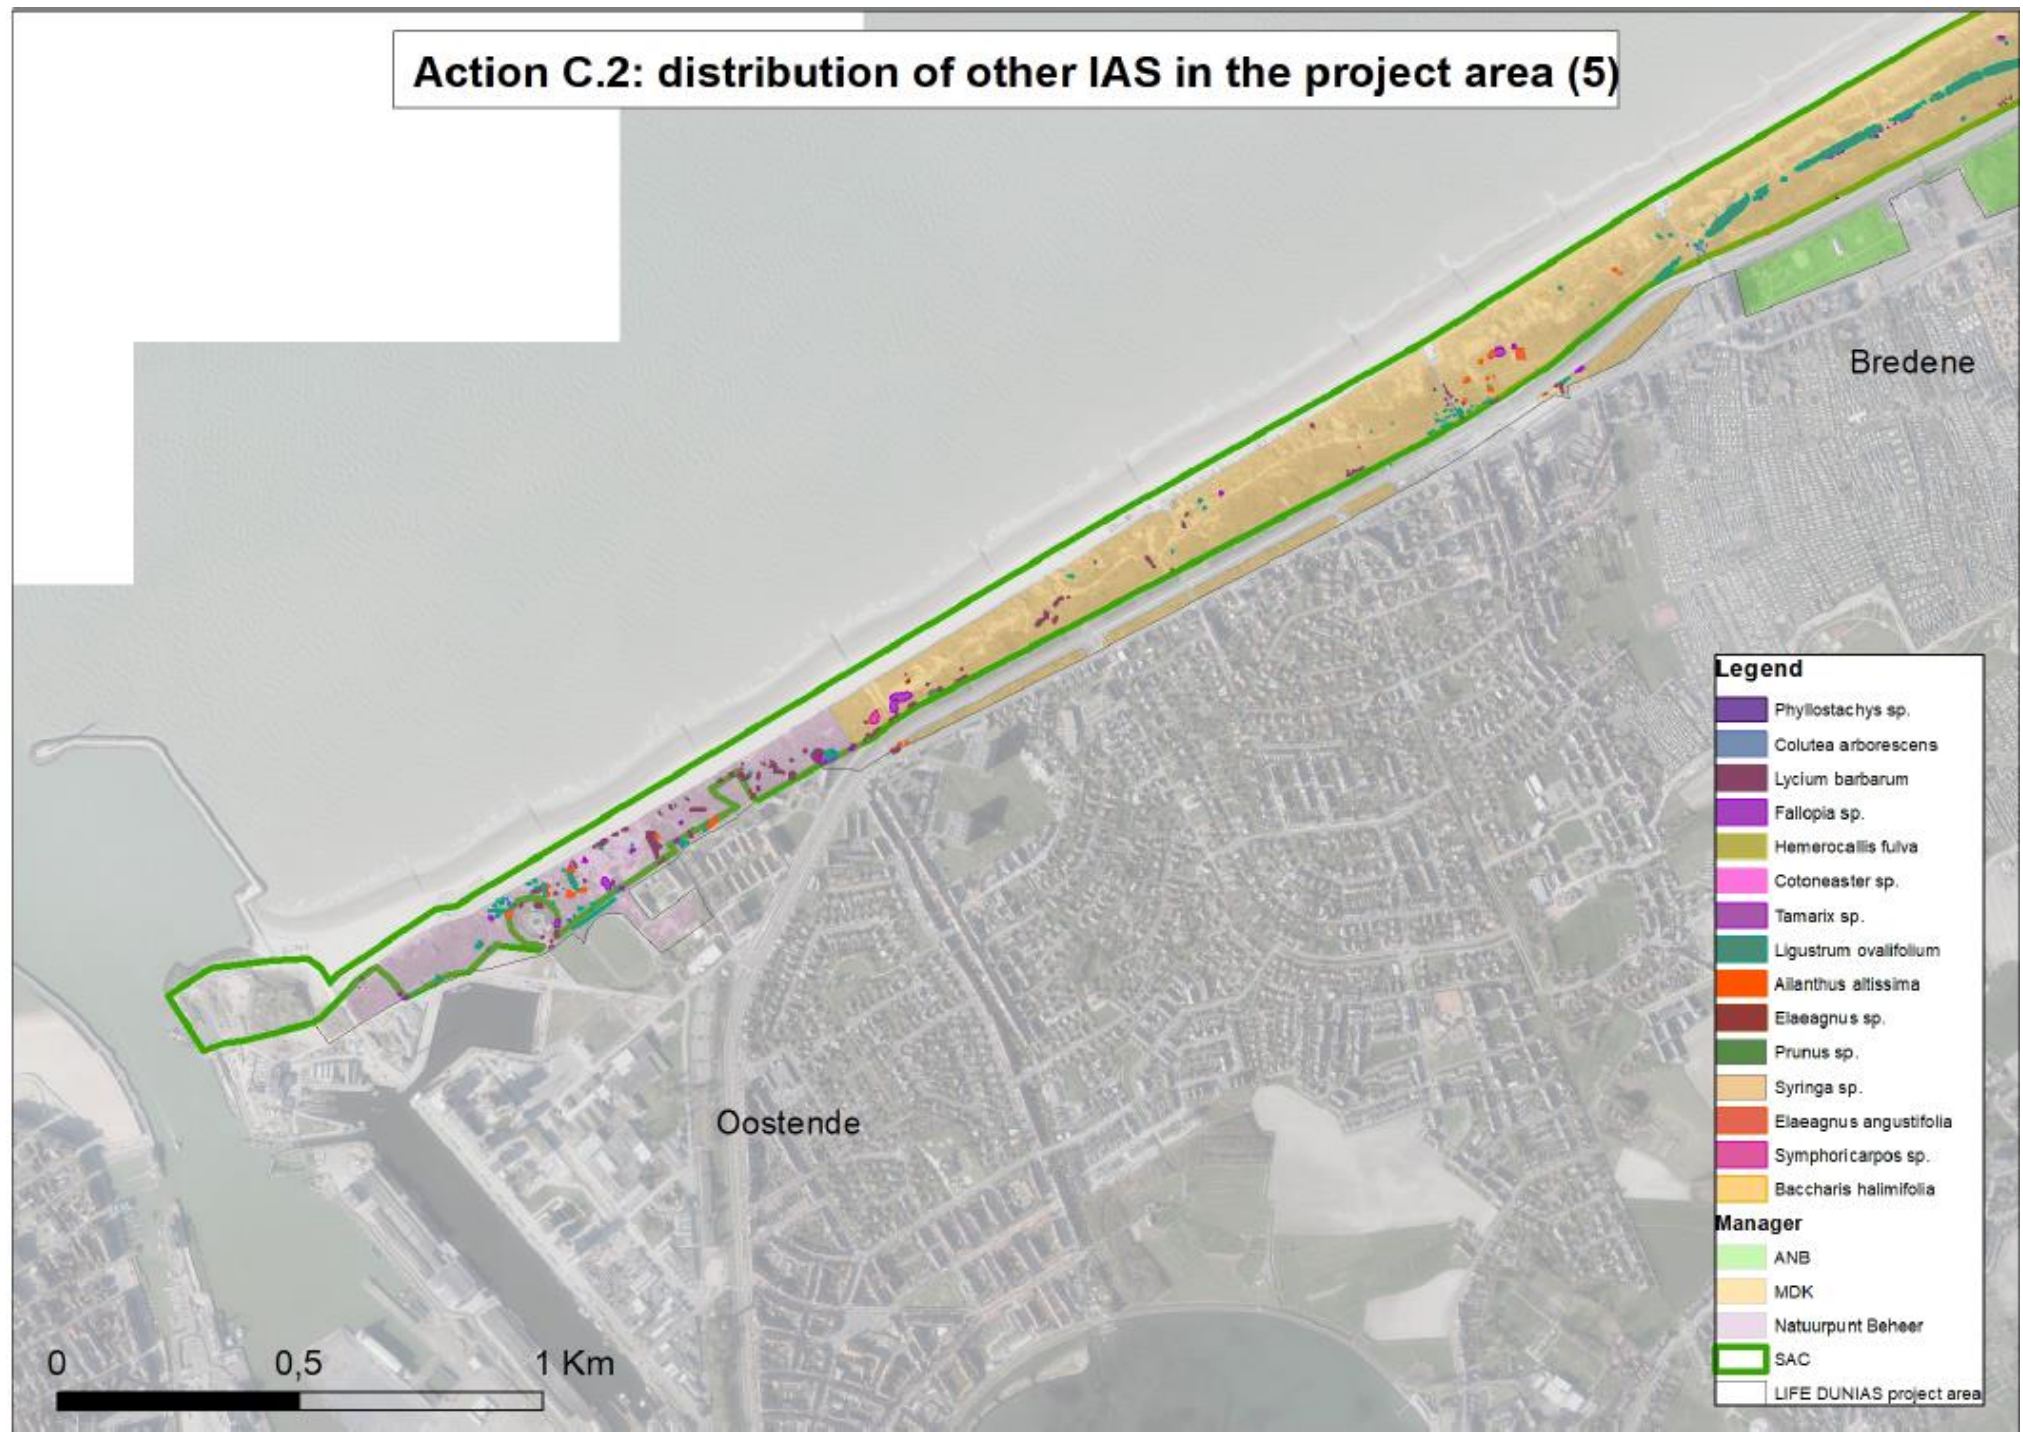 Action C.2: distribution of other IAS in the project area (5)
Bredene
Legend
Phyllostachys sp.
Colutea arborescens
Lycium barbarum
Fallopia sp.
Hemerocallis fulva
Cotoneaster sp.
Tamarix sp.
Ligustrum ovalifolium
Ailanthus altissima
Elaeagnus sp.
Prunus sp.
Syringa sp.
Elaeagnus angustifolia
Symphoricarpos sp.
Baccharis halimifolia
Manager
ANB
MDK
Natuurpunt Beheer
SAC
LIFE DUNIAS project area
Oostende
0 0,5 1 Km